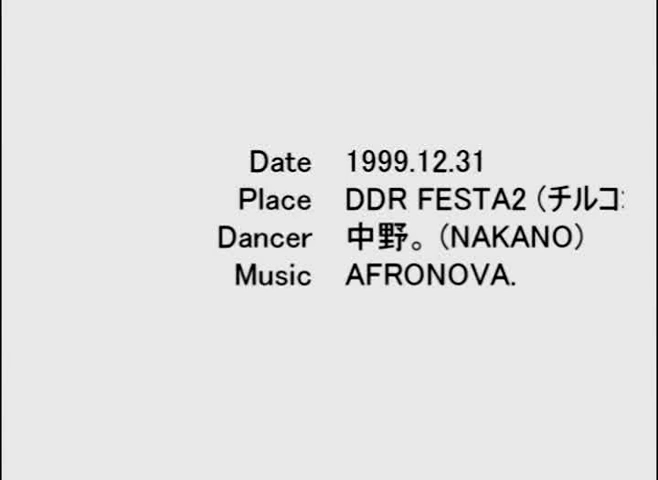 Date 1999.12.31
Place DDR FESTA2 (チルコ
Dancer 中野。(NAKANO)
Music AFRONOVA.